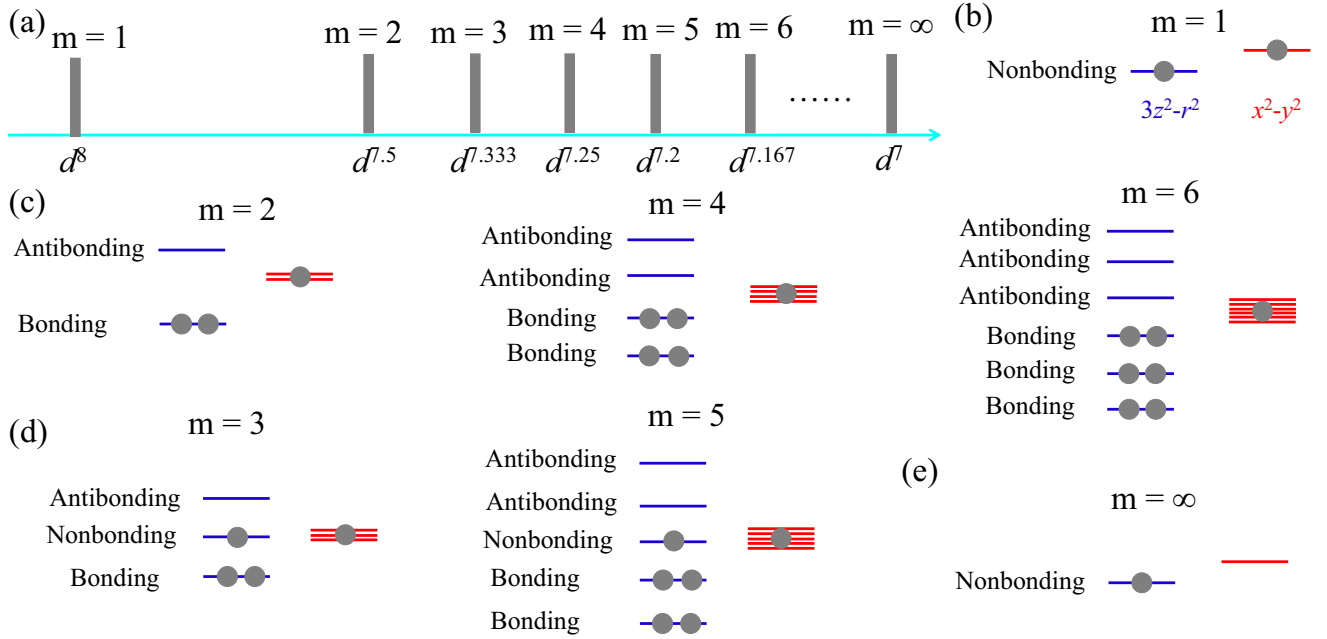 (a)
m = 1
m = 2
m = 3
m = 4
m = 5
m = 6
m = ∞
......
d⁸
d⁷·⁵
d⁷·³³³
d⁷·²⁵
d⁷·²
d⁷·¹⁶⁷
d⁷
(b)
m = 1
Nonbonding
3z²-r²
x²-y²
(c)
m = 2
Antibonding
Bonding
m = 4
Antibonding
Antibonding
Bonding
Bonding
m = 6
Antibonding
Antibonding
Antibonding
Bonding
Bonding
Bonding
(d)
m = 3
Antibonding
Nonbonding
Bonding
m = 5
Antibonding
Antibonding
Nonbonding
Bonding
Bonding
(e)
m = ∞
Nonbonding